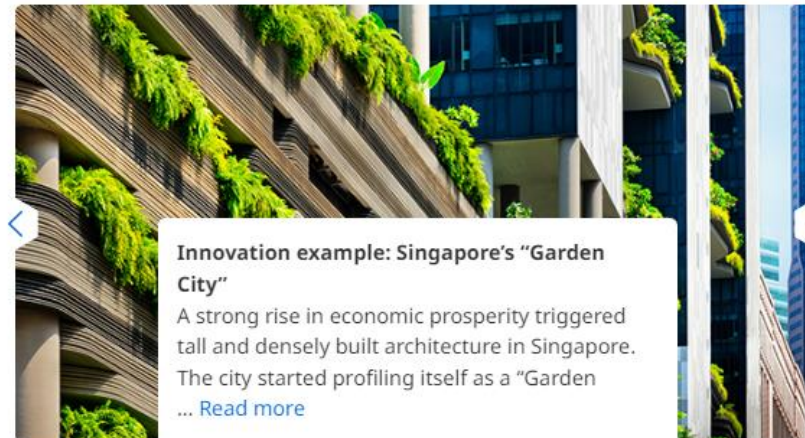 Innovation example: Singapore’s “Garden
City”
A strong rise in economic prosperity triggered
tall and densely built architecture in Singapore.
The city started profiling itself as a “Garden
... Read more